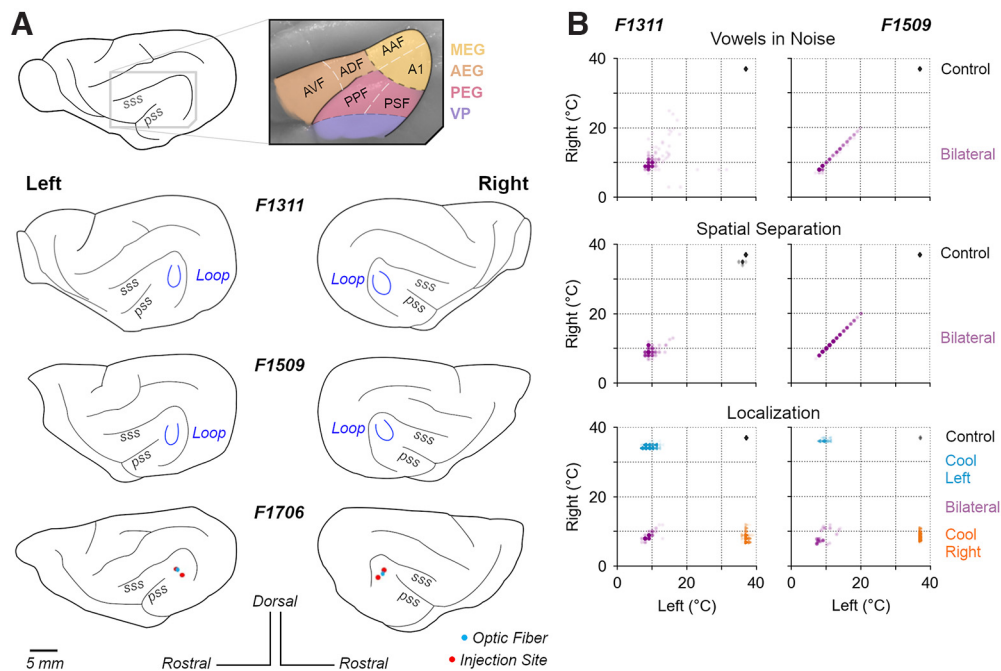 A
sss
pss
AVF
ADF
AAF
A1
PPF
PSF
MEG
AEG
PEG
VP
Left
Right
F1311
Loop
sss
pss
Loop
sss
pss
F1509
Loop
sss
pss
Loop
sss
pss
F1706
sss
pss
sss
pss
Dorsal
Rostral
Rostral
5 mm
Optic Fiber
Injection Site
B
F1311
F1509
Vowels in Noise
Right (°C)
40
20
0
Control
Bilateral
Spatial Separation
Right (°C)
40
20
0
Control
Bilateral
Localization
Right (°C)
40
20
0
Control
Cool
Left
Bilateral
Cool
Right
0
20
40
0
20
40
Left (°C)
Left (°C)